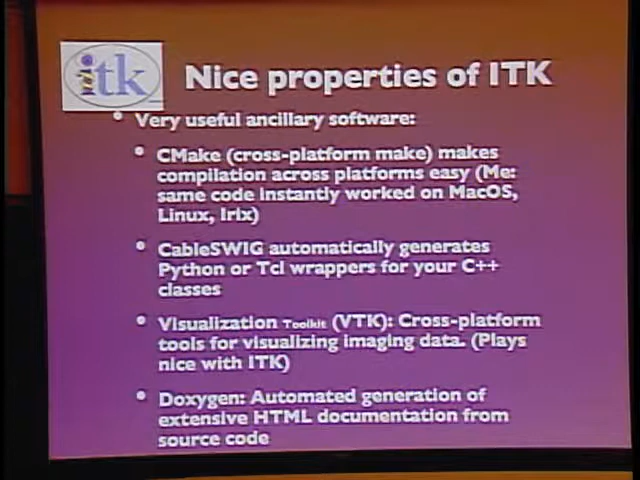 itk
Nice properties of ITK
• Very useful ancillary software:
• CMake (cross-platform make) makes
compilation across platforms easy (Me:
same code instantly worked on MacOS,
Linux, Irix)
• CableSWIG automatically generates
Python or Tcl wrappers for your C++
classes
• Visualization Toolkit (VTK): Cross-platform
tools for visualizing imaging data. (Plays
nice with ITK)
• Doxygen: Automated generation of
extensive HTML documentation from
source code